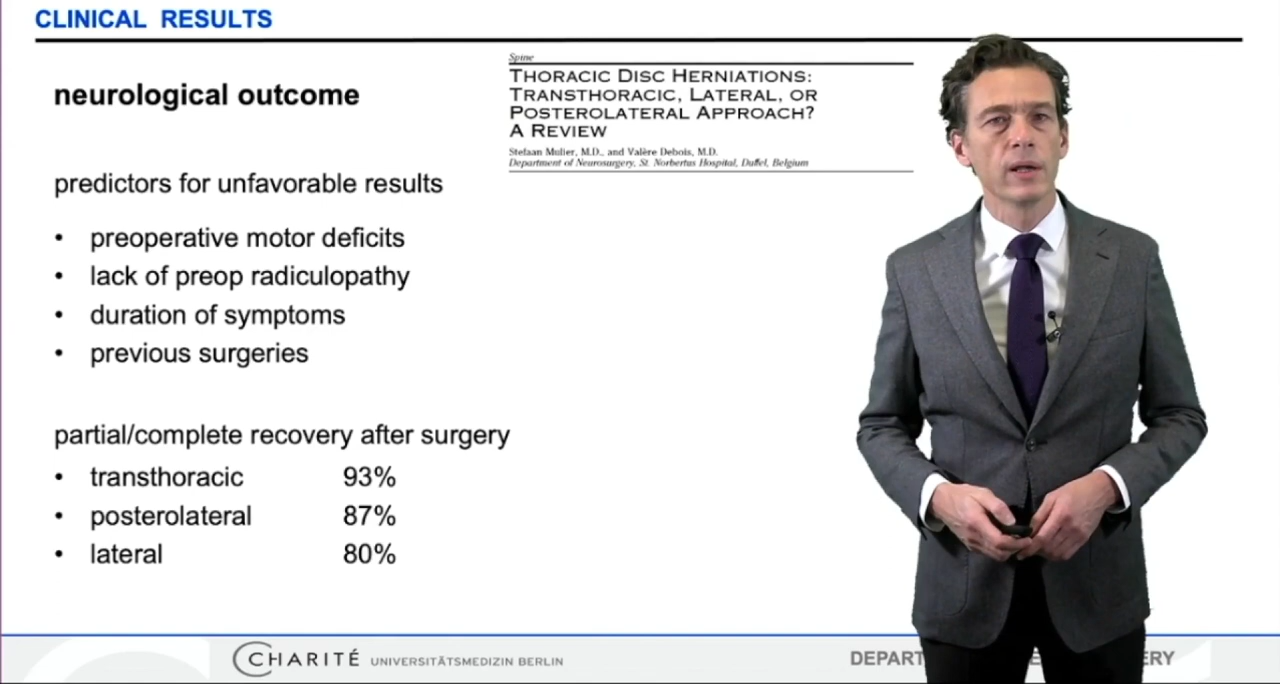 CLINICAL RESULTS
neurological outcome
Spine
THORACIC DISC HERNIATIONS:
TRANSTHORACIC, LATERAL, OR
POSTEROLATERAL APPROACH?
A REVIEW
Stefaan Mulier, M.D., and Valère Debois, M.D.
Department of Neurosurgery, St. Norbertus Hospital, Duffel, Belgium
predictors for unfavorable results
• preoperative motor deficits
• lack of preop radiculopathy
• duration of symptoms
• previous surgeries
partial/complete recovery after surgery
• transthoracic 93%
• posterolateral 87%
• lateral 80%
CHARITÉ UNIVERSITÄTSMEDIZIN BERLIN